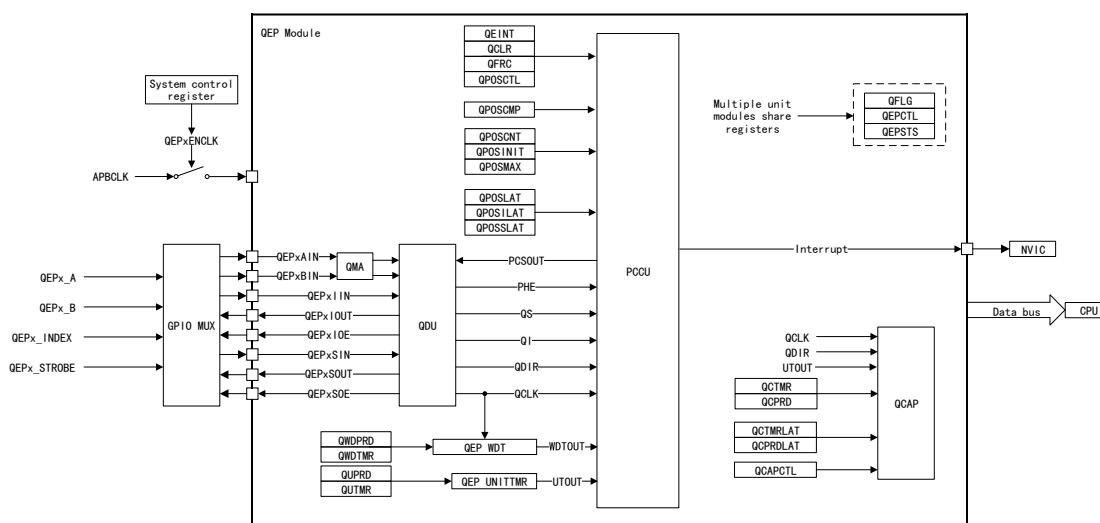 QEP Module
System control
register
QEPxENCLK
APBCLK
QEINT
QCLR
QFRC
QPOSCTL
QPOSCMP
QPOSCNT
QPOSINIT
QPOSMAX
QPOSLAT
QPOSILAT
QPOSSLAT
PCCU
Multiple unit
modules share
registers
QFLG
QEPCTL
QEPSTS
Interrupt
NVIC
Data bus
CPU
QEPx_A
QEPx_B
QEPx_INDEX
QEPx_STROBE
GPIO MUX
QEPxAIN
QEPxBIN
QEPxIIN
QEPxIOUT
QEPxIOE
QEPxSIN
QEPxSOUT
QEPxSOE
QMA
QDU
PCSOUT
PHE
QS
QI
QDIR
QCLK
QWDPRD
QWDTMR
QEP WDT
WDTOUT
QUPRD
QUTMR
QEP UNITTMR
UTOUT
QCLK
QDIR
UTOUT
QCTMR
QCPRD
QCTMRLAT
QCPRDLAT
QCAPCTL
QCAP